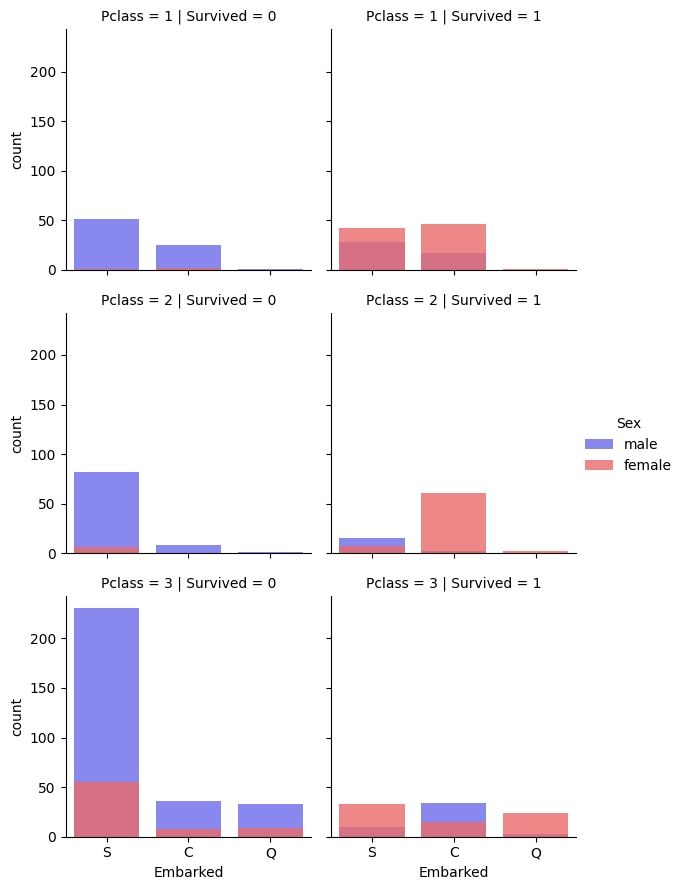 Pclass = 1 | Survived = 0
Pclass = 1 | Survived = 1
200
150
100
50
0
count
Pclass = 2 | Survived = 0
Pclass = 2 | Survived = 1
200
150
100
50
0
count
Sex
male
female
Pclass = 3 | Survived = 0
Pclass = 3 | Survived = 1
200
150
100
50
0
count
S C Q
S C Q
Embarked
Embarked